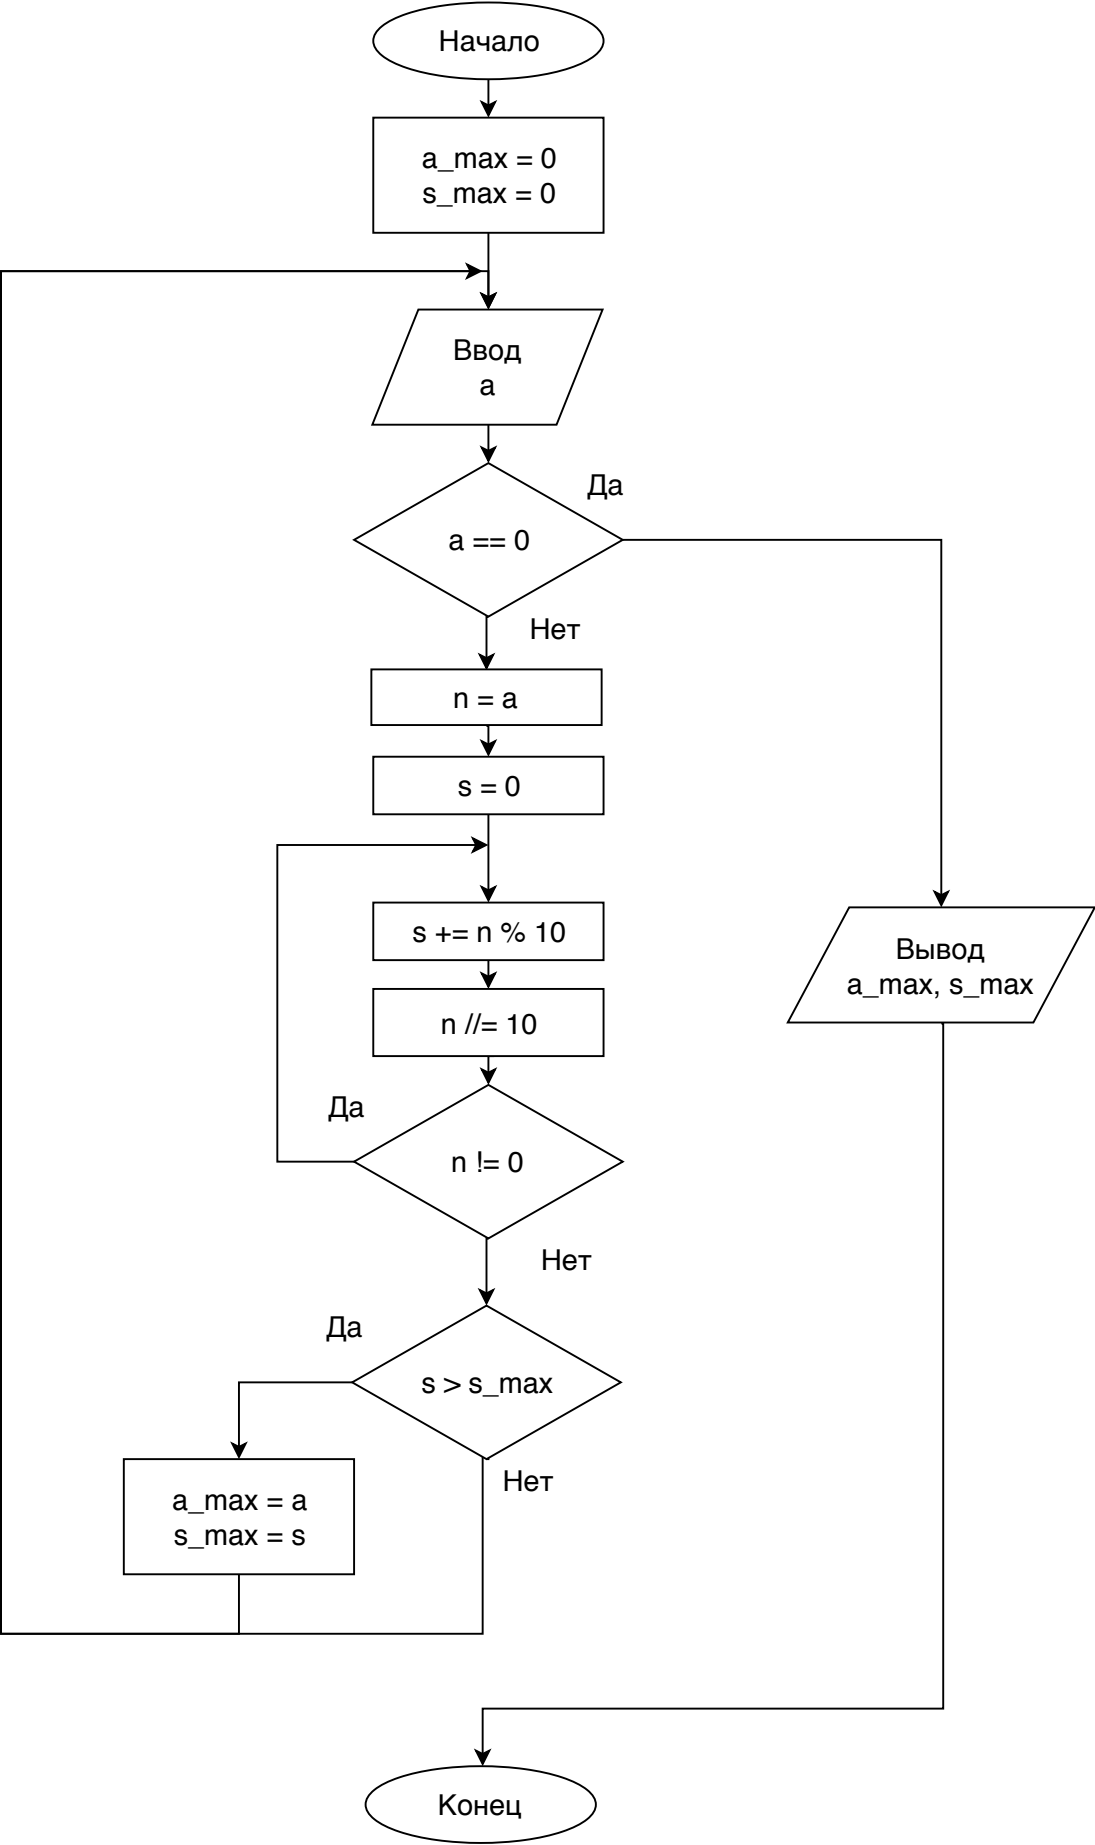 Начало
a_max = 0
s_max = 0
Ввод
a
Да
a == 0
Нет
n = a
s = 0
s += n % 10
n //= 10
Вывод
a_max, s_max
Да
n != 0
Нет
Да
s > s_max
Нет
a_max = a
s_max = s
Конец